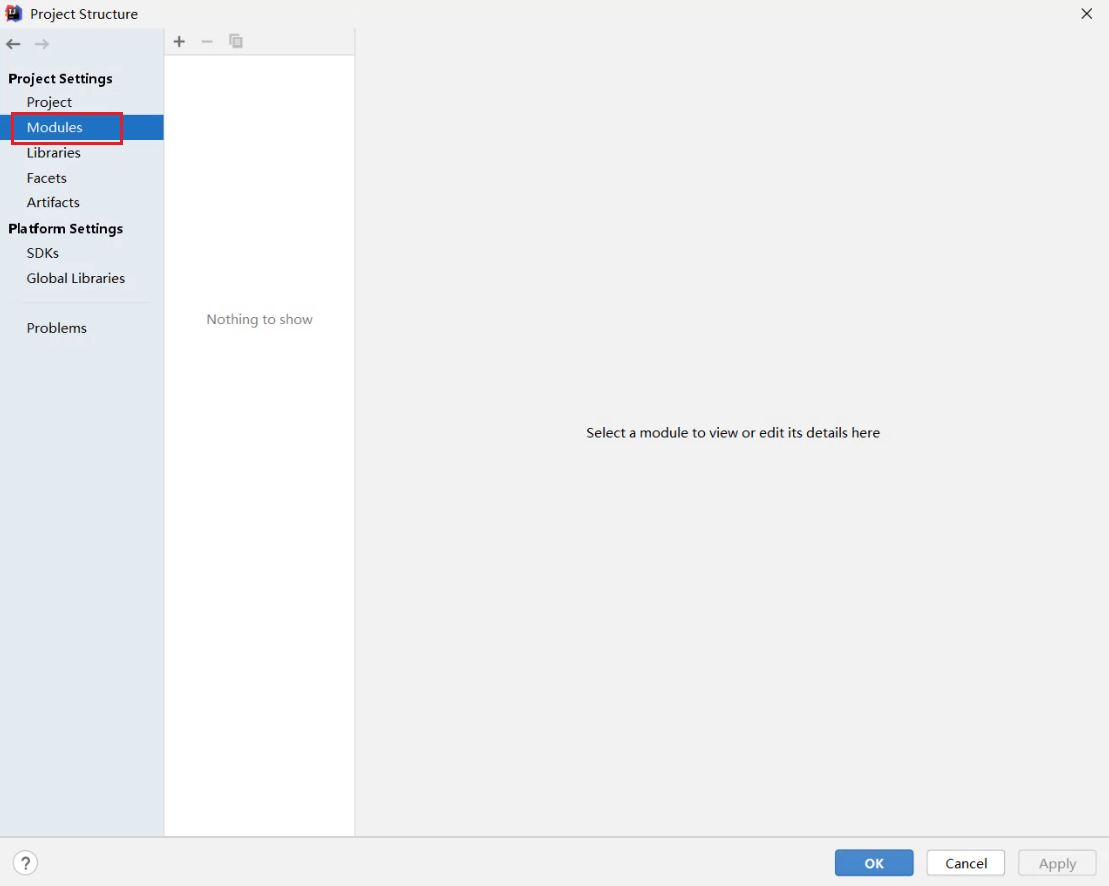 Project Structure
Project Settings
Project
Modules
Libraries
Facets
Artifacts
Platform Settings
SDKs
Global Libraries
Problems
Nothing to show
Select a module to view or edit its details here
?
OK
Cancel
Apply